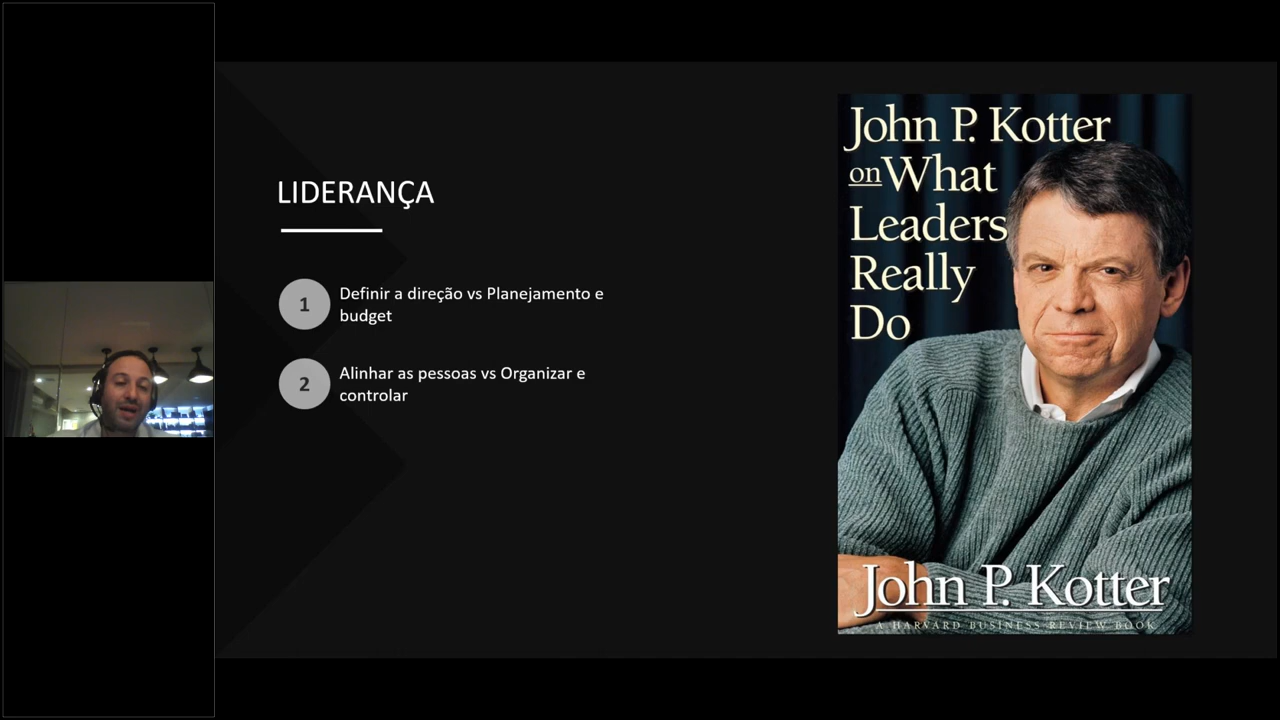 LIDERANÇA
1
Definir a direção vs Planejamento e
budget
2
Alinhar as pessoas vs Organizar e
controlar
John P. Kotter
on What
Leaders
Really
Do
John P. Kotter
A HARVARD BUSINESS REVIEW BOOK